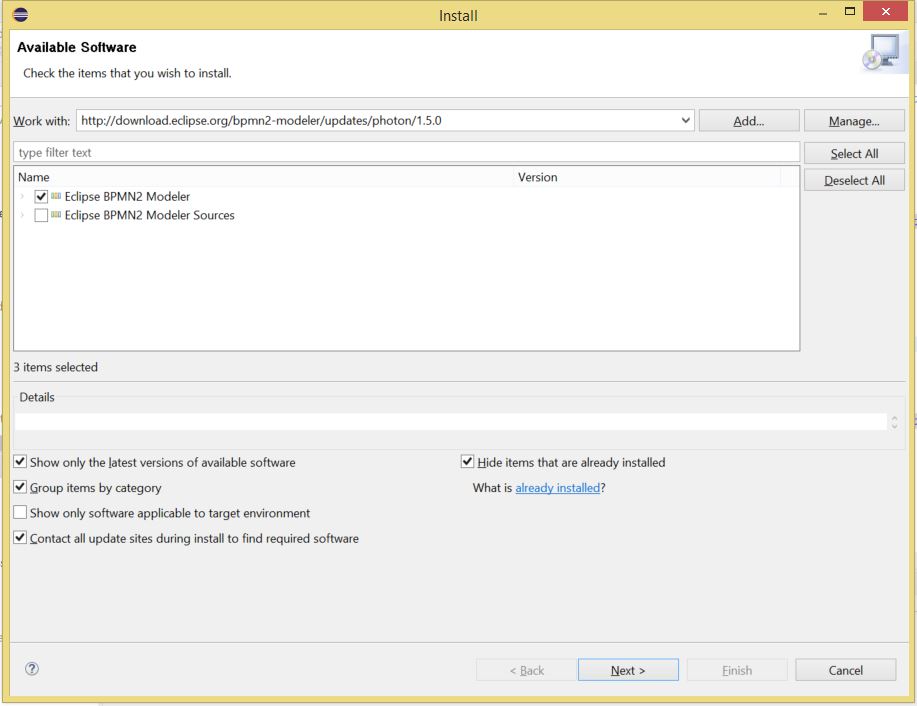 Install
Available Software
Check the items that you wish to install.
Work with: http://download.eclipse.org/bpmn2-modeler/updates/photon/1.5.0 Add... Manage...
type filter text Select All
Name Version Deselect All
Eclipse BPMN2 Modeler
Eclipse BPMN2 Modeler Sources
3 items selected
Details
Show only the latest versions of available software Hide items that are already installed
Group items by category What is already installed?
Show only software applicable to target environment
Contact all update sites during install to find required software
? < Back Next > Finish Cancel